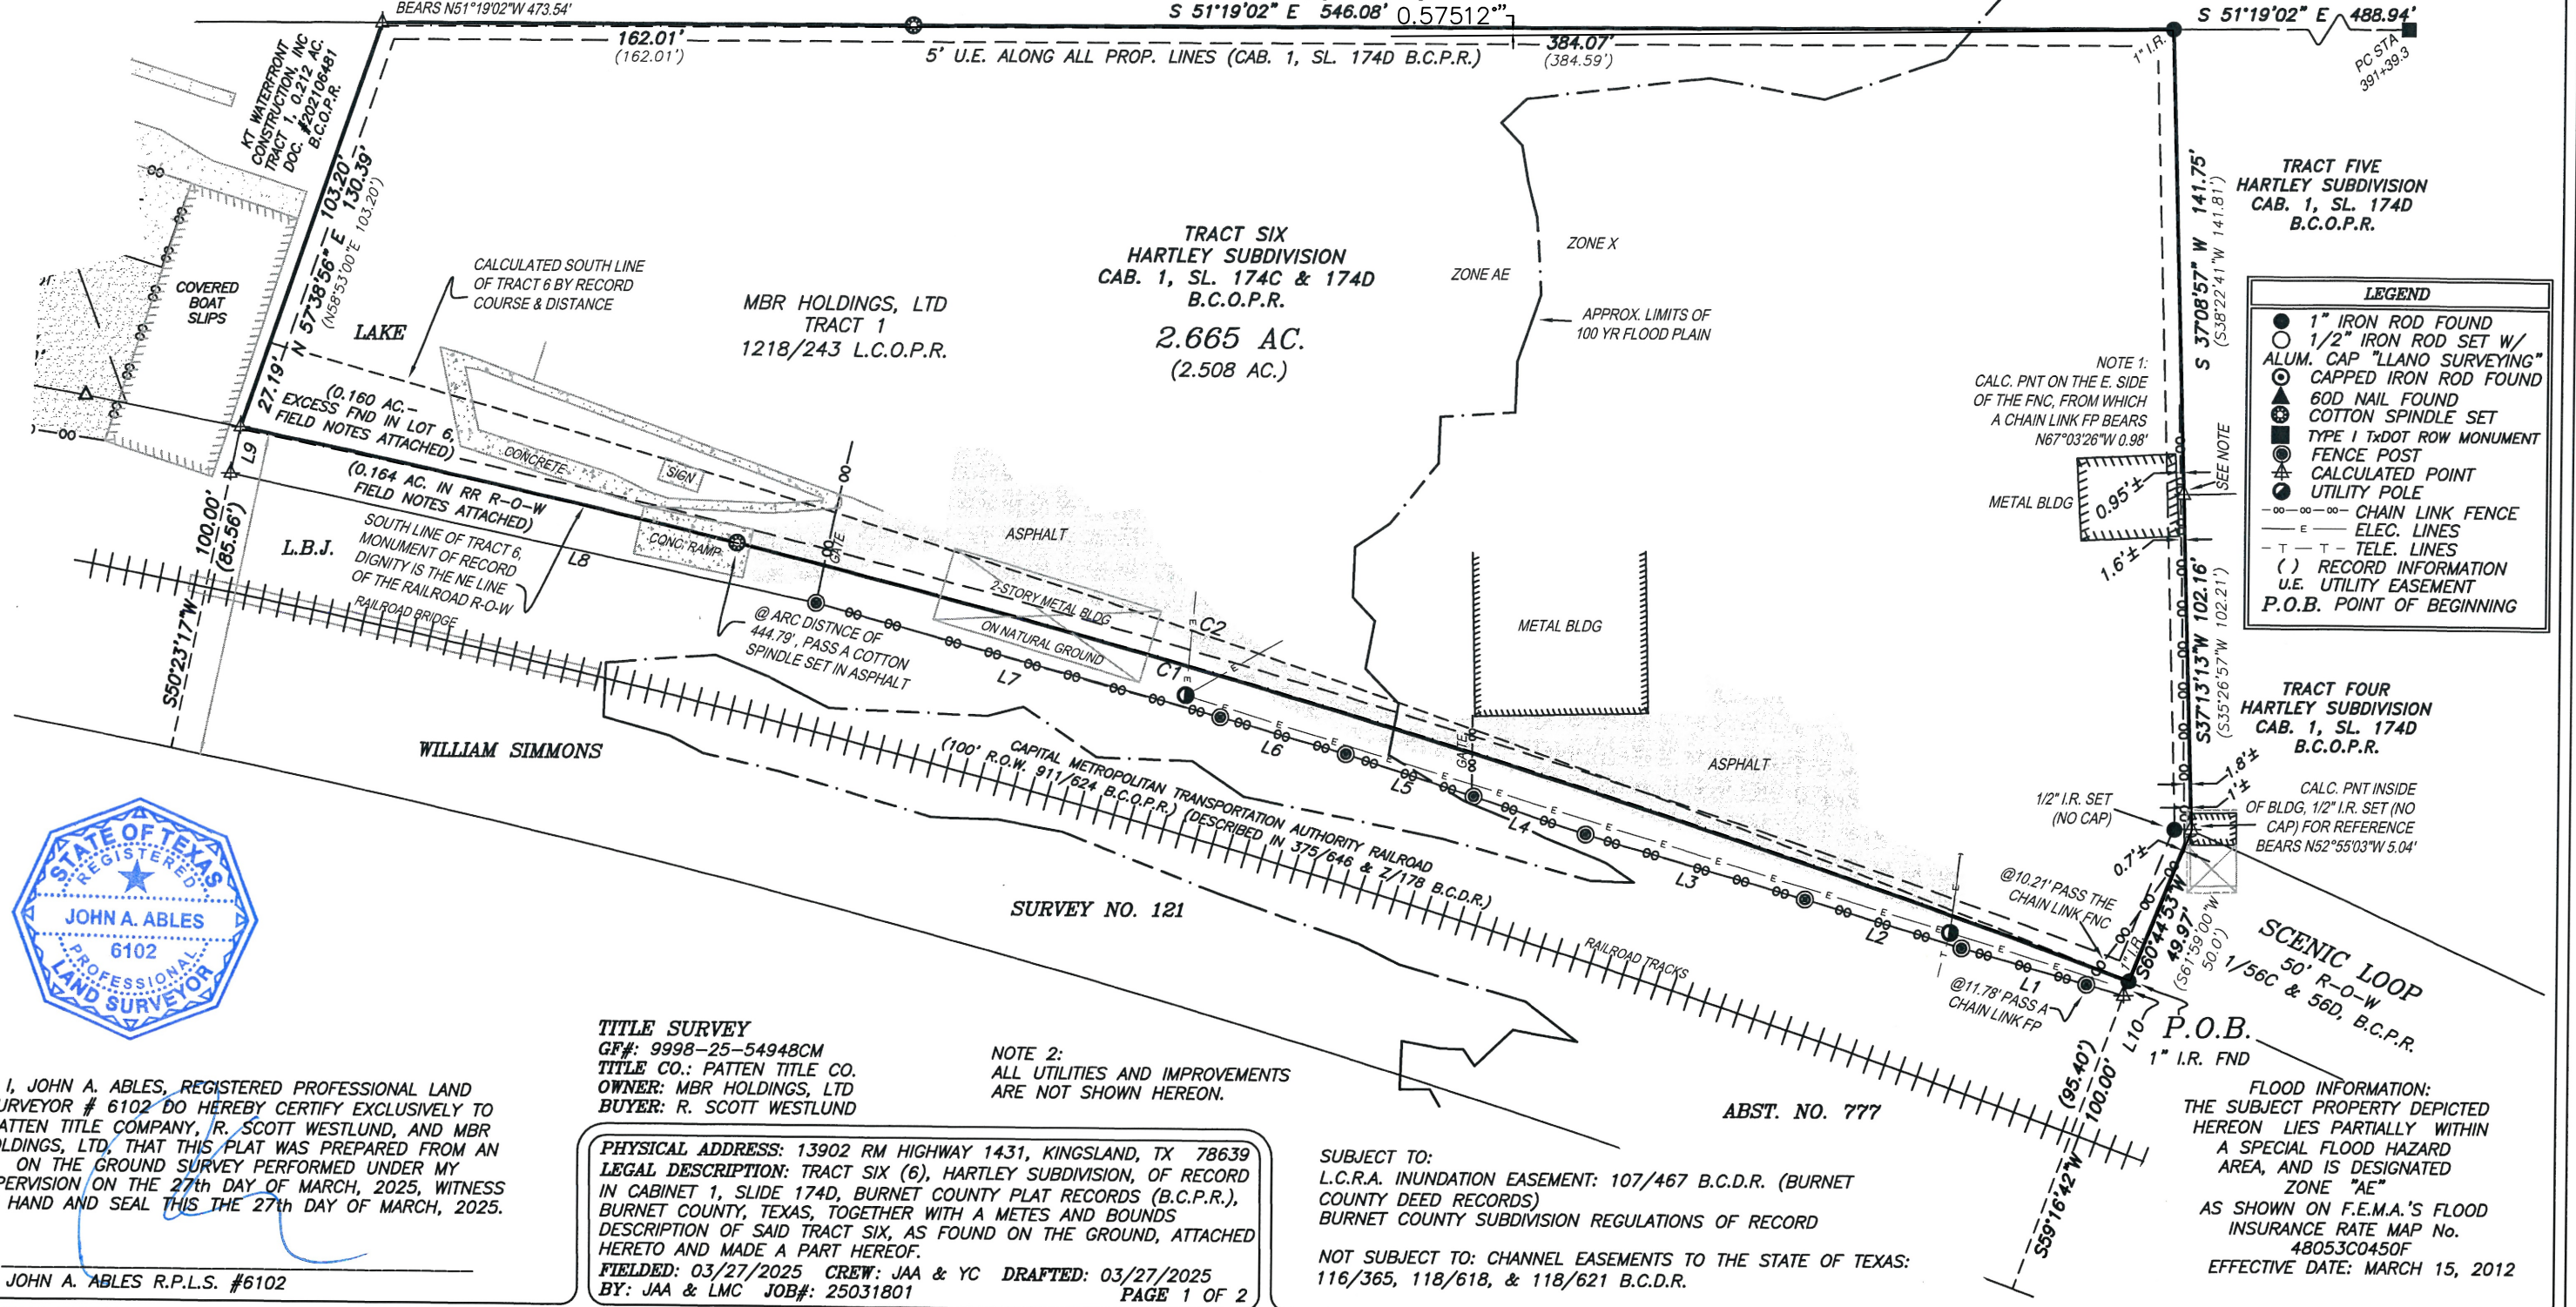 BEARS N51°19'02"W 473.54'
S 51°19'02" E 546.08'
0.57512°"
S 51°19'02" E 488.94'
162.01'
(162.01')
5' U.E. ALONG ALL PROP. LINES (CAB. 1, SL. 174D B.C.P.R.)
384.07'
(384.59')
1" I.R.
PC STA
391+39.3
KT WATERFRONT
CONSTRUCTION, INC
TRACT 1, 0.212 AC.
DOC. #202106481
B.C.O.P.R.
103.20'
N 57°38'56" E 130.39'
(N58°53'00"E 103.20')
27.19'
COVERED
BOAT
SLIPS
LAKE
CALCULATED SOUTH LINE
OF TRACT 6 BY RECORD
COURSE & DISTANCE
MBR HOLDINGS, LTD
TRACT 1
1218/243 L.C.O.P.R.
TRACT SIX
HARTLEY SUBDIVISION
CAB. 1, SL. 174C & 174D
B.C.O.P.R.
2.665 AC.
(2.508 AC.)
ZONE X
ZONE AE
APPROX. LIMITS OF
100 YR FLOOD PLAIN
S 37°08'57" W 141.75'
(S38°22'41"W 141.81')
TRACT FIVE
HARTLEY SUBDIVISION
CAB. 1, SL. 174D
B.C.O.P.R.
NOTE 1:
CALC. PNT ON THE E. SIDE
OF THE FNC, FROM WHICH
A CHAIN LINK FP BEARS
N67°03'26"W 0.98'
SEE NOTE
METAL BLDG
0.95'±
1.6'±
LEGEND
1" IRON ROD FOUND
1/2" IRON ROD SET W/
ALUM. CAP "LLANO SURVEYING"
CAPPED IRON ROD FOUND
60D NAIL FOUND
COTTON SPINDLE SET
TYPE I TxDOT ROW MONUMENT
FENCE POST
CALCULATED POINT
UTILITY POLE
CHAIN LINK FENCE
E ELEC. LINES
T T TELE. LINES
( ) RECORD INFORMATION
U.E. UTILITY EASEMENT
P.O.B. POINT OF BEGINNING
S37°13'13"W 102.16'
(S35°26'57"W 102.21')
TRACT FOUR
HARTLEY SUBDIVISION
CAB. 1, SL. 174D
B.C.O.P.R.
(0.160 AC.-
EXCESS FND IN LOT 6,
FIELD NOTES ATTACHED)
(0.164 AC. IN RR R-O-W
FIELD NOTES ATTACHED)
CONCRETE
SIGN
CONC. RAMP
GATE
ASPHALT
L9
L8
L.B.J.
SOUTH LINE OF TRACT 6,
MONUMENT OF RECORD
DIGNITY IS THE NE LINE
OF THE RAILROAD R-O-W
RAILROAD BRIDGE
S50°23'17"W 100.00'
(85.56')
@ ARC DISTNCE OF
444.79', PASS A COTTON
SPINDLE SET IN ASPHALT
2-STORY METAL BLDG
ON NATURAL GROUND
C2
C1
L7
L6
L5
L4
L3
L2
L1
L10
METAL BLDG
GATE
ASPHALT
1.8'±
1'±
CALC. PNT INSIDE
OF BLDG, 1/2" I.R. SET (NO
CAP) FOR REFERENCE
BEARS N52°55'03"W 5.04'
1/2" I.R. SET
(NO CAP)
0.7'±
@10.21' PASS THE
CHAIN LINK FNC
1" I.R.
S60°44'53"W
49.97'
(S61°59'00"W
50.0')
@11.78' PASS A
CHAIN LINK FP
SCENIC LOOP
50' R-O-W
1/56C & 56D, B.C.P.R.
P.O.B.
1" I.R. FND
(95.40')
S59°16'42"W 100.00'
WILLIAM SIMMONS
CAPITAL METROPOLITAN TRANSPORTATION AUTHORITY RAILROAD
(100' R.O.W. 911/624 B.C.O.P.R.) (DESCRIBED IN 375/646 & Z/178 B.C.D.R.)
RAILROAD TRACKS
SURVEY NO. 121
ABST. NO. 777
STATE OF TEXAS
REGISTERED
JOHN A. ABLES
6102
PROFESSIONAL
LAND SURVEYOR
I, JOHN A. ABLES, REGISTERED PROFESSIONAL LAND
URVEYOR # 6102 DO HEREBY CERTIFY EXCLUSIVELY TO
ATTEN TITLE COMPANY, R. SCOTT WESTLUND, AND MBR
LDINGS, LTD, THAT THIS PLAT WAS PREPARED FROM AN
ON THE GROUND SURVEY PERFORMED UNDER MY
PERVISION ON THE 27th DAY OF MARCH, 2025, WITNESS
HAND AND SEAL THIS THE 27th DAY OF MARCH, 2025.
JOHN A. ABLES R.P.L.S. #6102
TITLE SURVEY
GF#: 9998-25-54948CM
TITLE CO.: PATTEN TITLE CO.
OWNER: MBR HOLDINGS, LTD
BUYER: R. SCOTT WESTLUND
NOTE 2:
ALL UTILITIES AND IMPROVEMENTS
ARE NOT SHOWN HEREON.
PHYSICAL ADDRESS: 13902 RM HIGHWAY 1431, KINGSLAND, TX 78639
LEGAL DESCRIPTION: TRACT SIX (6), HARTLEY SUBDIVISION, OF RECORD
IN CABINET 1, SLIDE 174D, BURNET COUNTY PLAT RECORDS (B.C.P.R.),
BURNET COUNTY, TEXAS, TOGETHER WITH A METES AND BOUNDS
DESCRIPTION OF SAID TRACT SIX, AS FOUND ON THE GROUND, ATTACHED
HERETO AND MADE A PART HEREOF.
FIELDED: 03/27/2025 CREW: JAA & YC DRAFTED: 03/27/2025
BY: JAA & LMC JOB#: 25031801 PAGE 1 OF 2
SUBJECT TO:
L.C.R.A. INUNDATION EASEMENT: 107/467 B.C.D.R. (BURNET
COUNTY DEED RECORDS)
BURNET COUNTY SUBDIVISION REGULATIONS OF RECORD
NOT SUBJECT TO: CHANNEL EASEMENTS TO THE STATE OF TEXAS:
116/365, 118/618, & 118/621 B.C.D.R.
FLOOD INFORMATION:
THE SUBJECT PROPERTY DEPICTED
HEREON LIES PARTIALLY WITHIN
A SPECIAL FLOOD HAZARD
AREA, AND IS DESIGNATED
ZONE "AE"
AS SHOWN ON F.E.M.A.'S FLOOD
INSURANCE RATE MAP No.
48053C0450F
EFFECTIVE DATE: MARCH 15, 2012